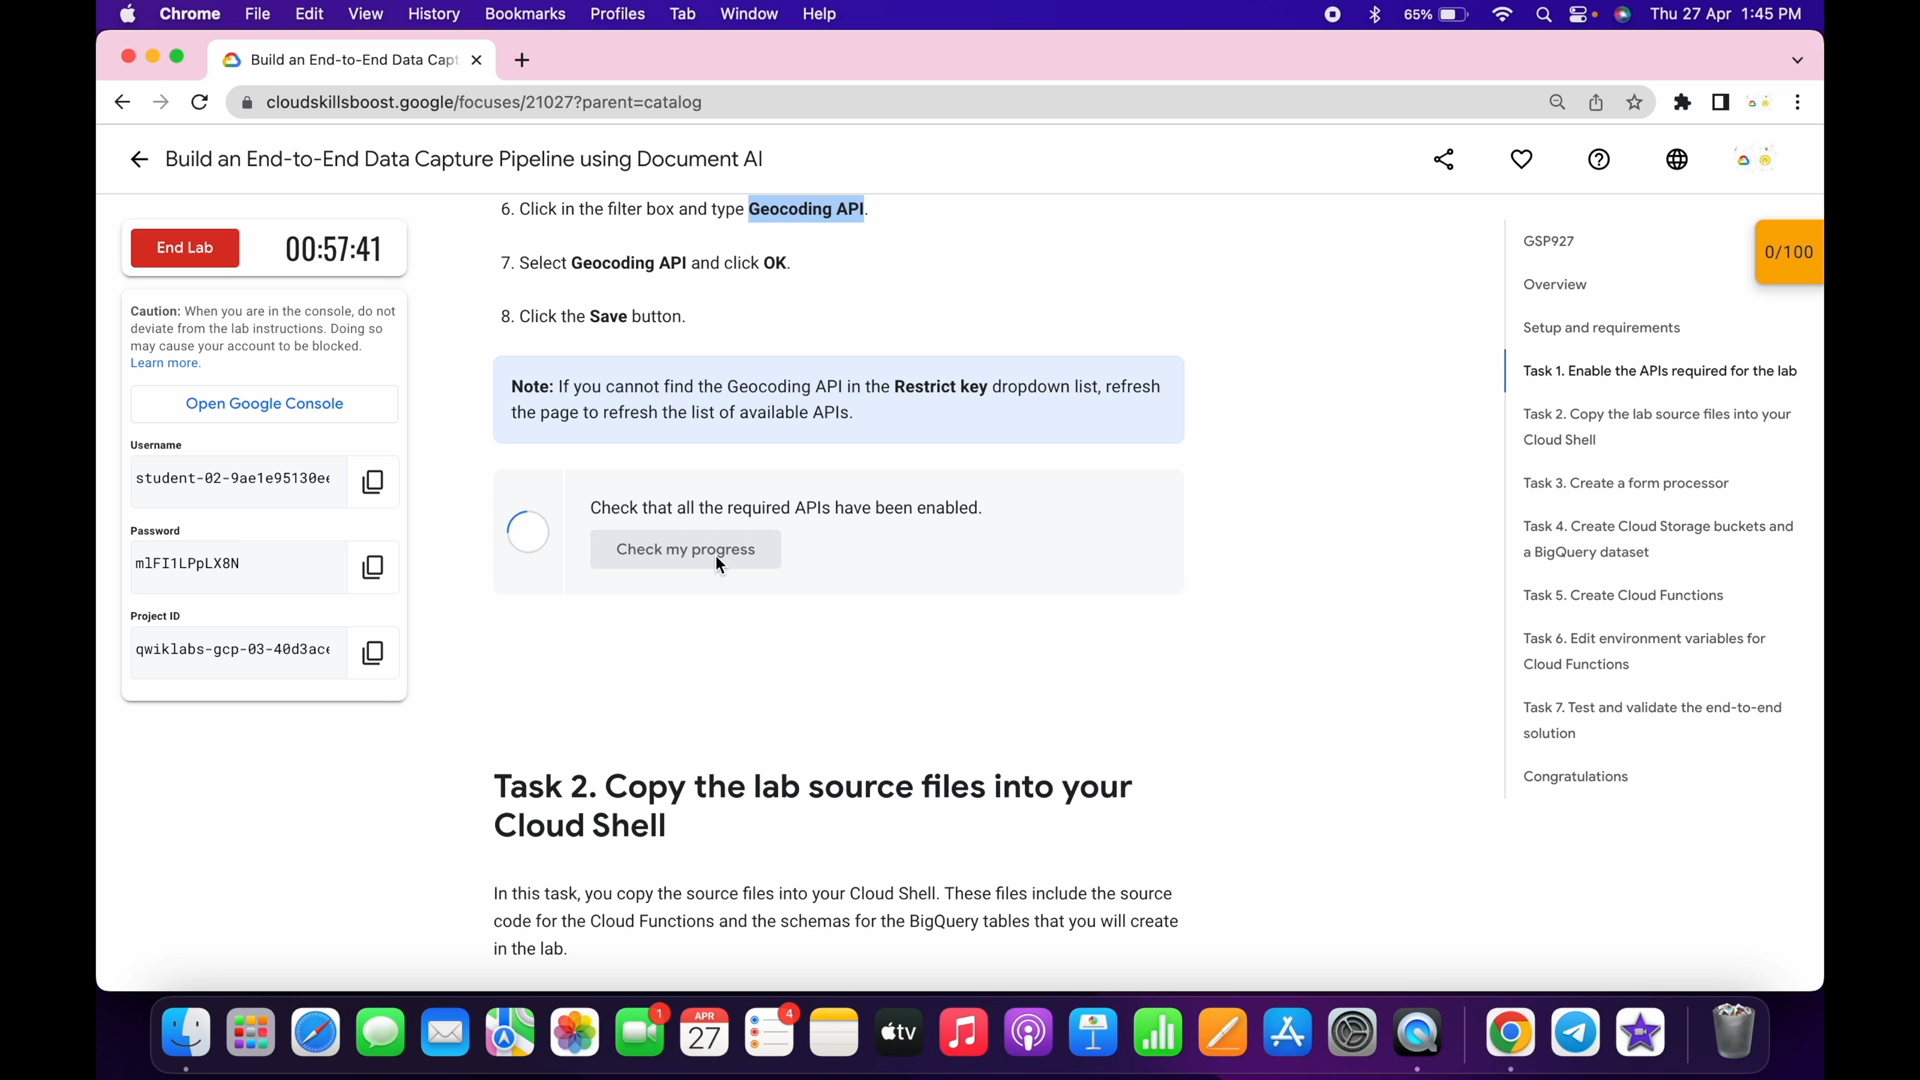 Chrome File Edit View History Bookmarks Profiles Tab Window Help 65% Thu 27 Apr 1:45 PM
Build an End-to-End Data Capt
cloudskillsboost.google/focuses/21027?parent=catalog
Build an End-to-End Data Capture Pipeline using Document AI
End Lab 00:57:41
Caution: When you are in the console, do not
deviate from the lab instructions. Doing so
may cause your account to be blocked.
Learn more.
Open Google Console
Username
student-02-9ae1e95130ee
Password
mlFI1LPpLX8N
Project ID
qwiklabs-gcp-03-40d3ace
6. Click in the filter box and type Geocoding API.
7. Select Geocoding API and click OK.
8. Click the Save button.
Note: If you cannot find the Geocoding API in the Restrict key dropdown list, refresh
the page to refresh the list of available APIs.
Check that all the required APIs have been enabled.
Check my progress
Task 2. Copy the lab source files into your
Cloud Shell
In this task, you copy the source files into your Cloud Shell. These files include the source
code for the Cloud Functions and the schemas for the BigQuery tables that you will create
in the lab.
GSP927
0/100
Overview
Setup and requirements
Task 1. Enable the APIs required for the lab
Task 2. Copy the lab source files into your
Cloud Shell
Task 3. Create a form processor
Task 4. Create Cloud Storage buckets and
a BigQuery dataset
Task 5. Create Cloud Functions
Task 6. Edit environment variables for
Cloud Functions
Task 7. Test and validate the end-to-end
solution
Congratulations
1
APR
27
4
tv